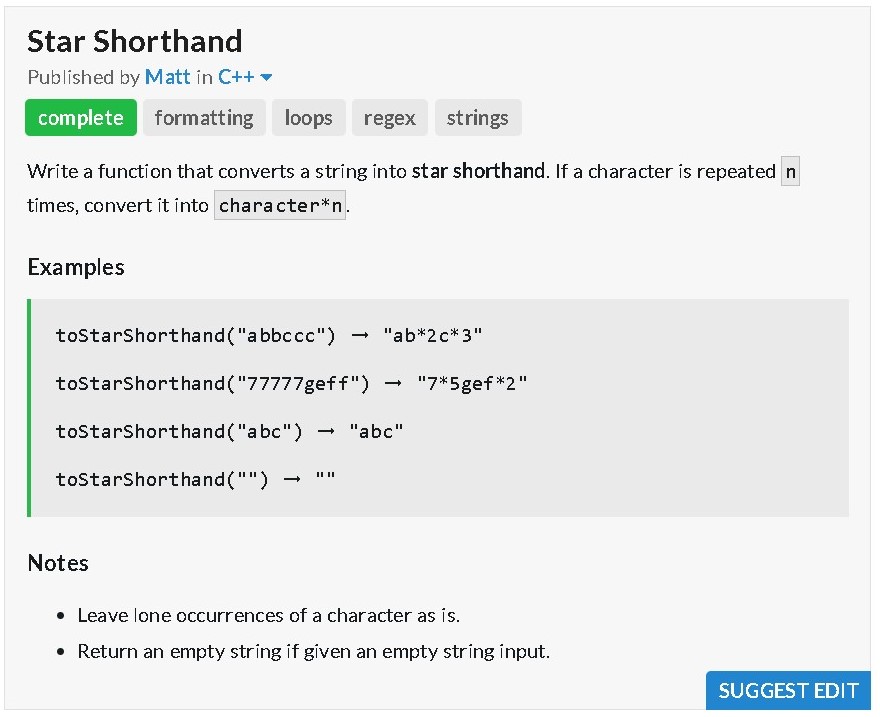 Star Shorthand
Published by Matt in C++
complete formatting loops regex strings
Write a function that converts a string into star shorthand. If a character is repeated n
times, convert it into character*n.
Examples
toStarShorthand("abbccc") → "ab*2c*3"
toStarShorthand("77777geff") → "7*5gef*2"
toStarShorthand("abc") → "abc"
toStarShorthand("") → ""
Notes
• Leave lone occurrences of a character as is.
• Return an empty string if given an empty string input.
SUGGEST EDIT